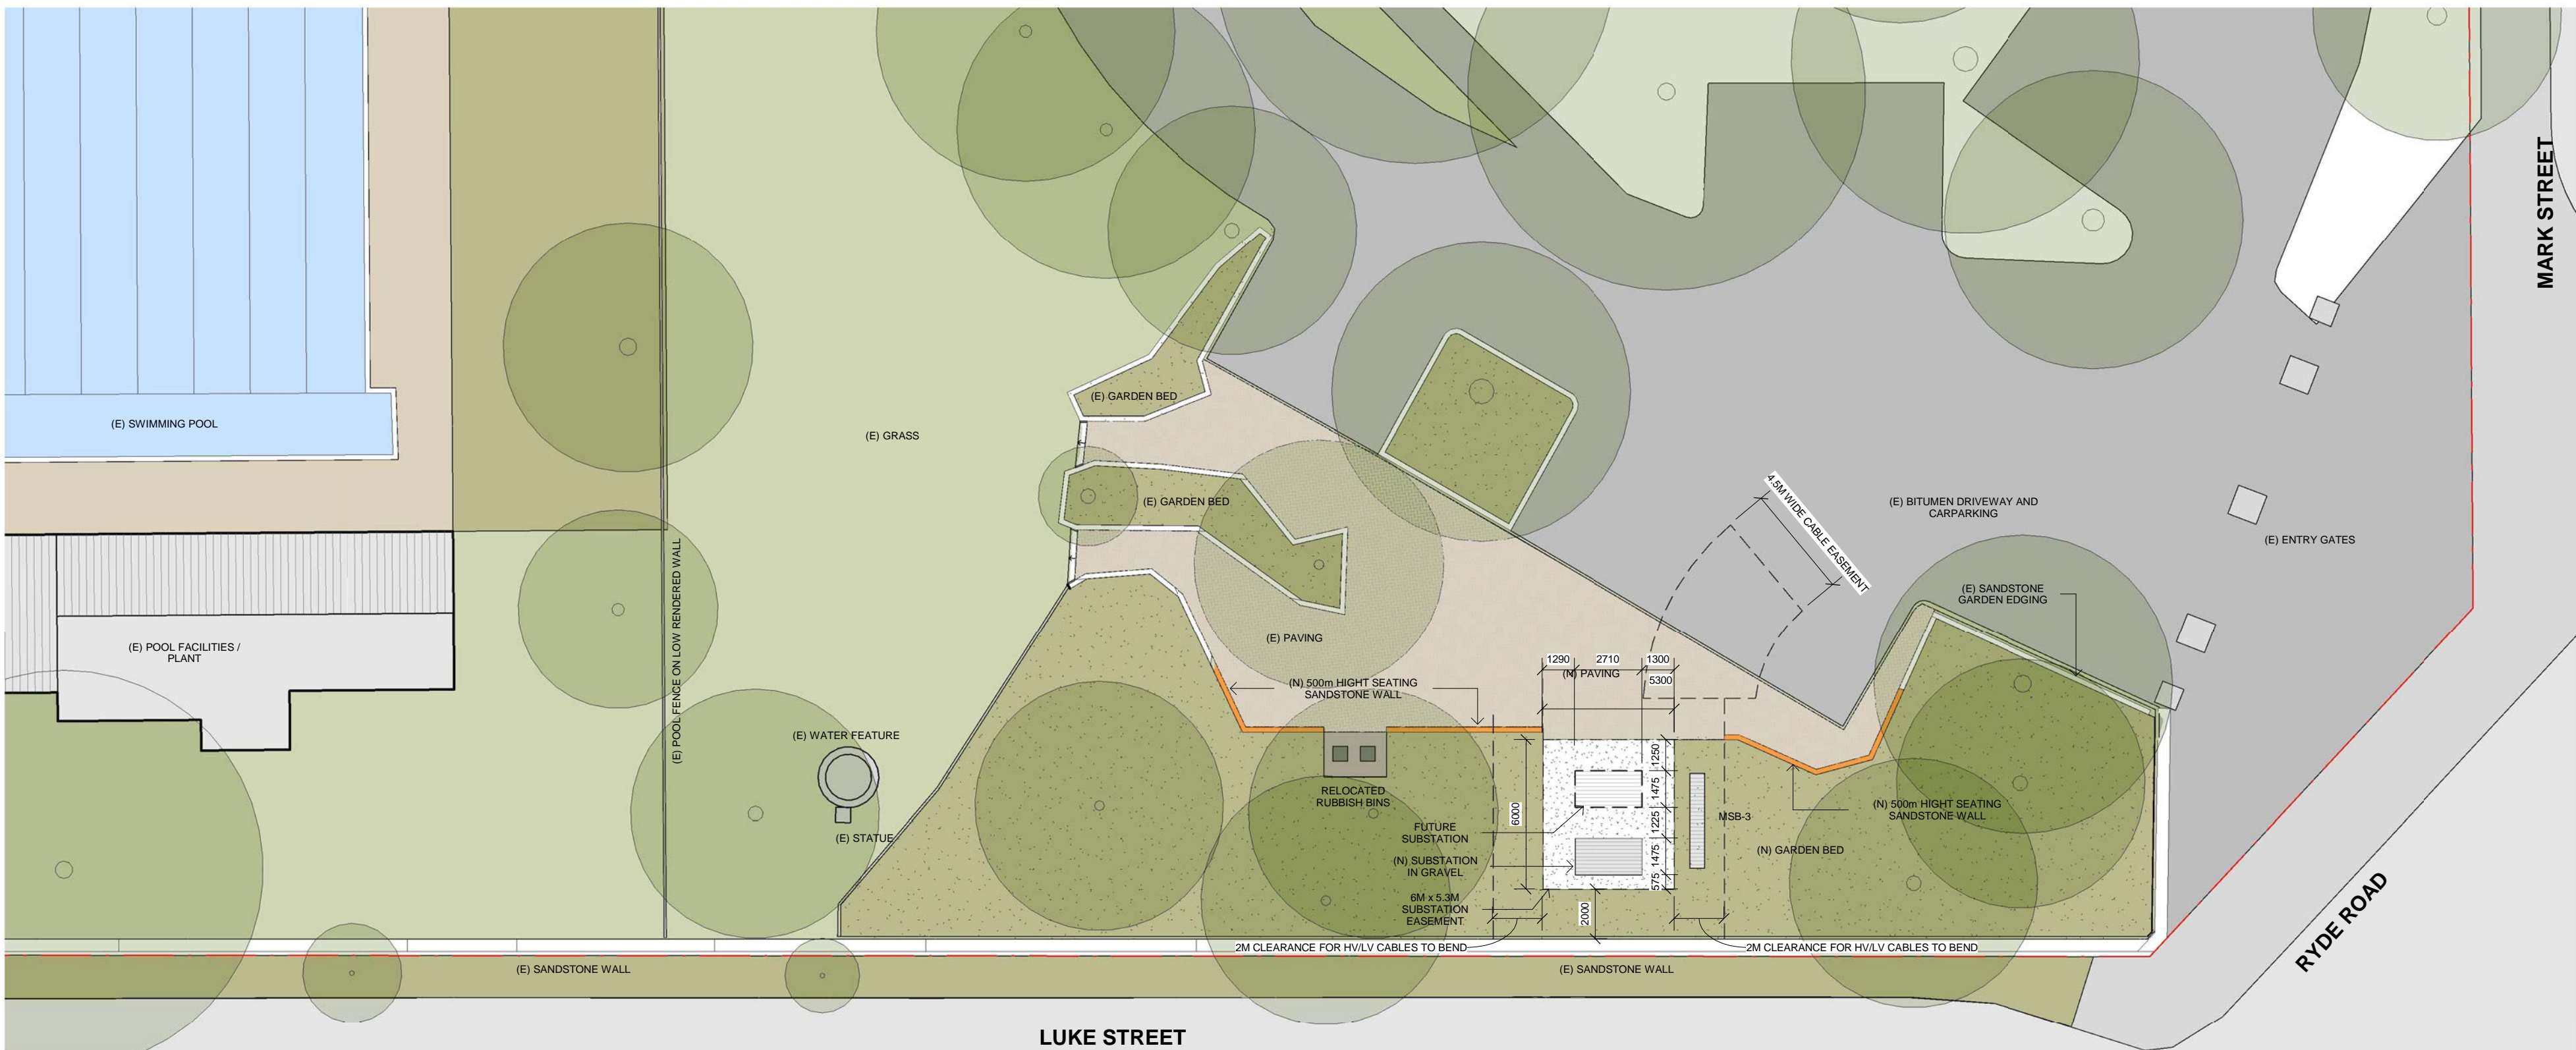 MARK STREET
(E) GARDEN BED
(E) SWIMMING POOL
(E) GRASS
4.5M WIDE CABLE EASEMENT
(E) GARDEN BED
(E) BITUMEN DRIVEWAY AND
CARPARKING
(E) ENTRY GATES
(E) POOL FENCE ON LOW RENDERED WALL
(E) SANDSTONE
GARDEN EDGING
(E) PAVING
(E) POOL FACILITIES /
PLANT
1290
2710
1300
(N) PAVING
5300
(N) 500m HIGHT SEATING
SANDSTONE WALL
(E) WATER FEATURE
1250
1475
1225
1475
575
6000
2000
RELOCATED
RUBBISH BINS
(N) 500m HIGHT SEATING
SANDSTONE WALL
MSB-3
FUTURE
SUBSTATION
(E) STATUE
(N) GARDEN BED
(N) SUBSTATION
IN GRAVEL
6M x 5.3M
SUBSTATION
EASEMENT
2M CLEARANCE FOR HV/LV CABLES TO BEND
2M CLEARANCE FOR HV/LV CABLES TO BEND
RYDE ROAD
(E) SANDSTONE WALL
(E) SANDSTONE WALL
LUKE STREET